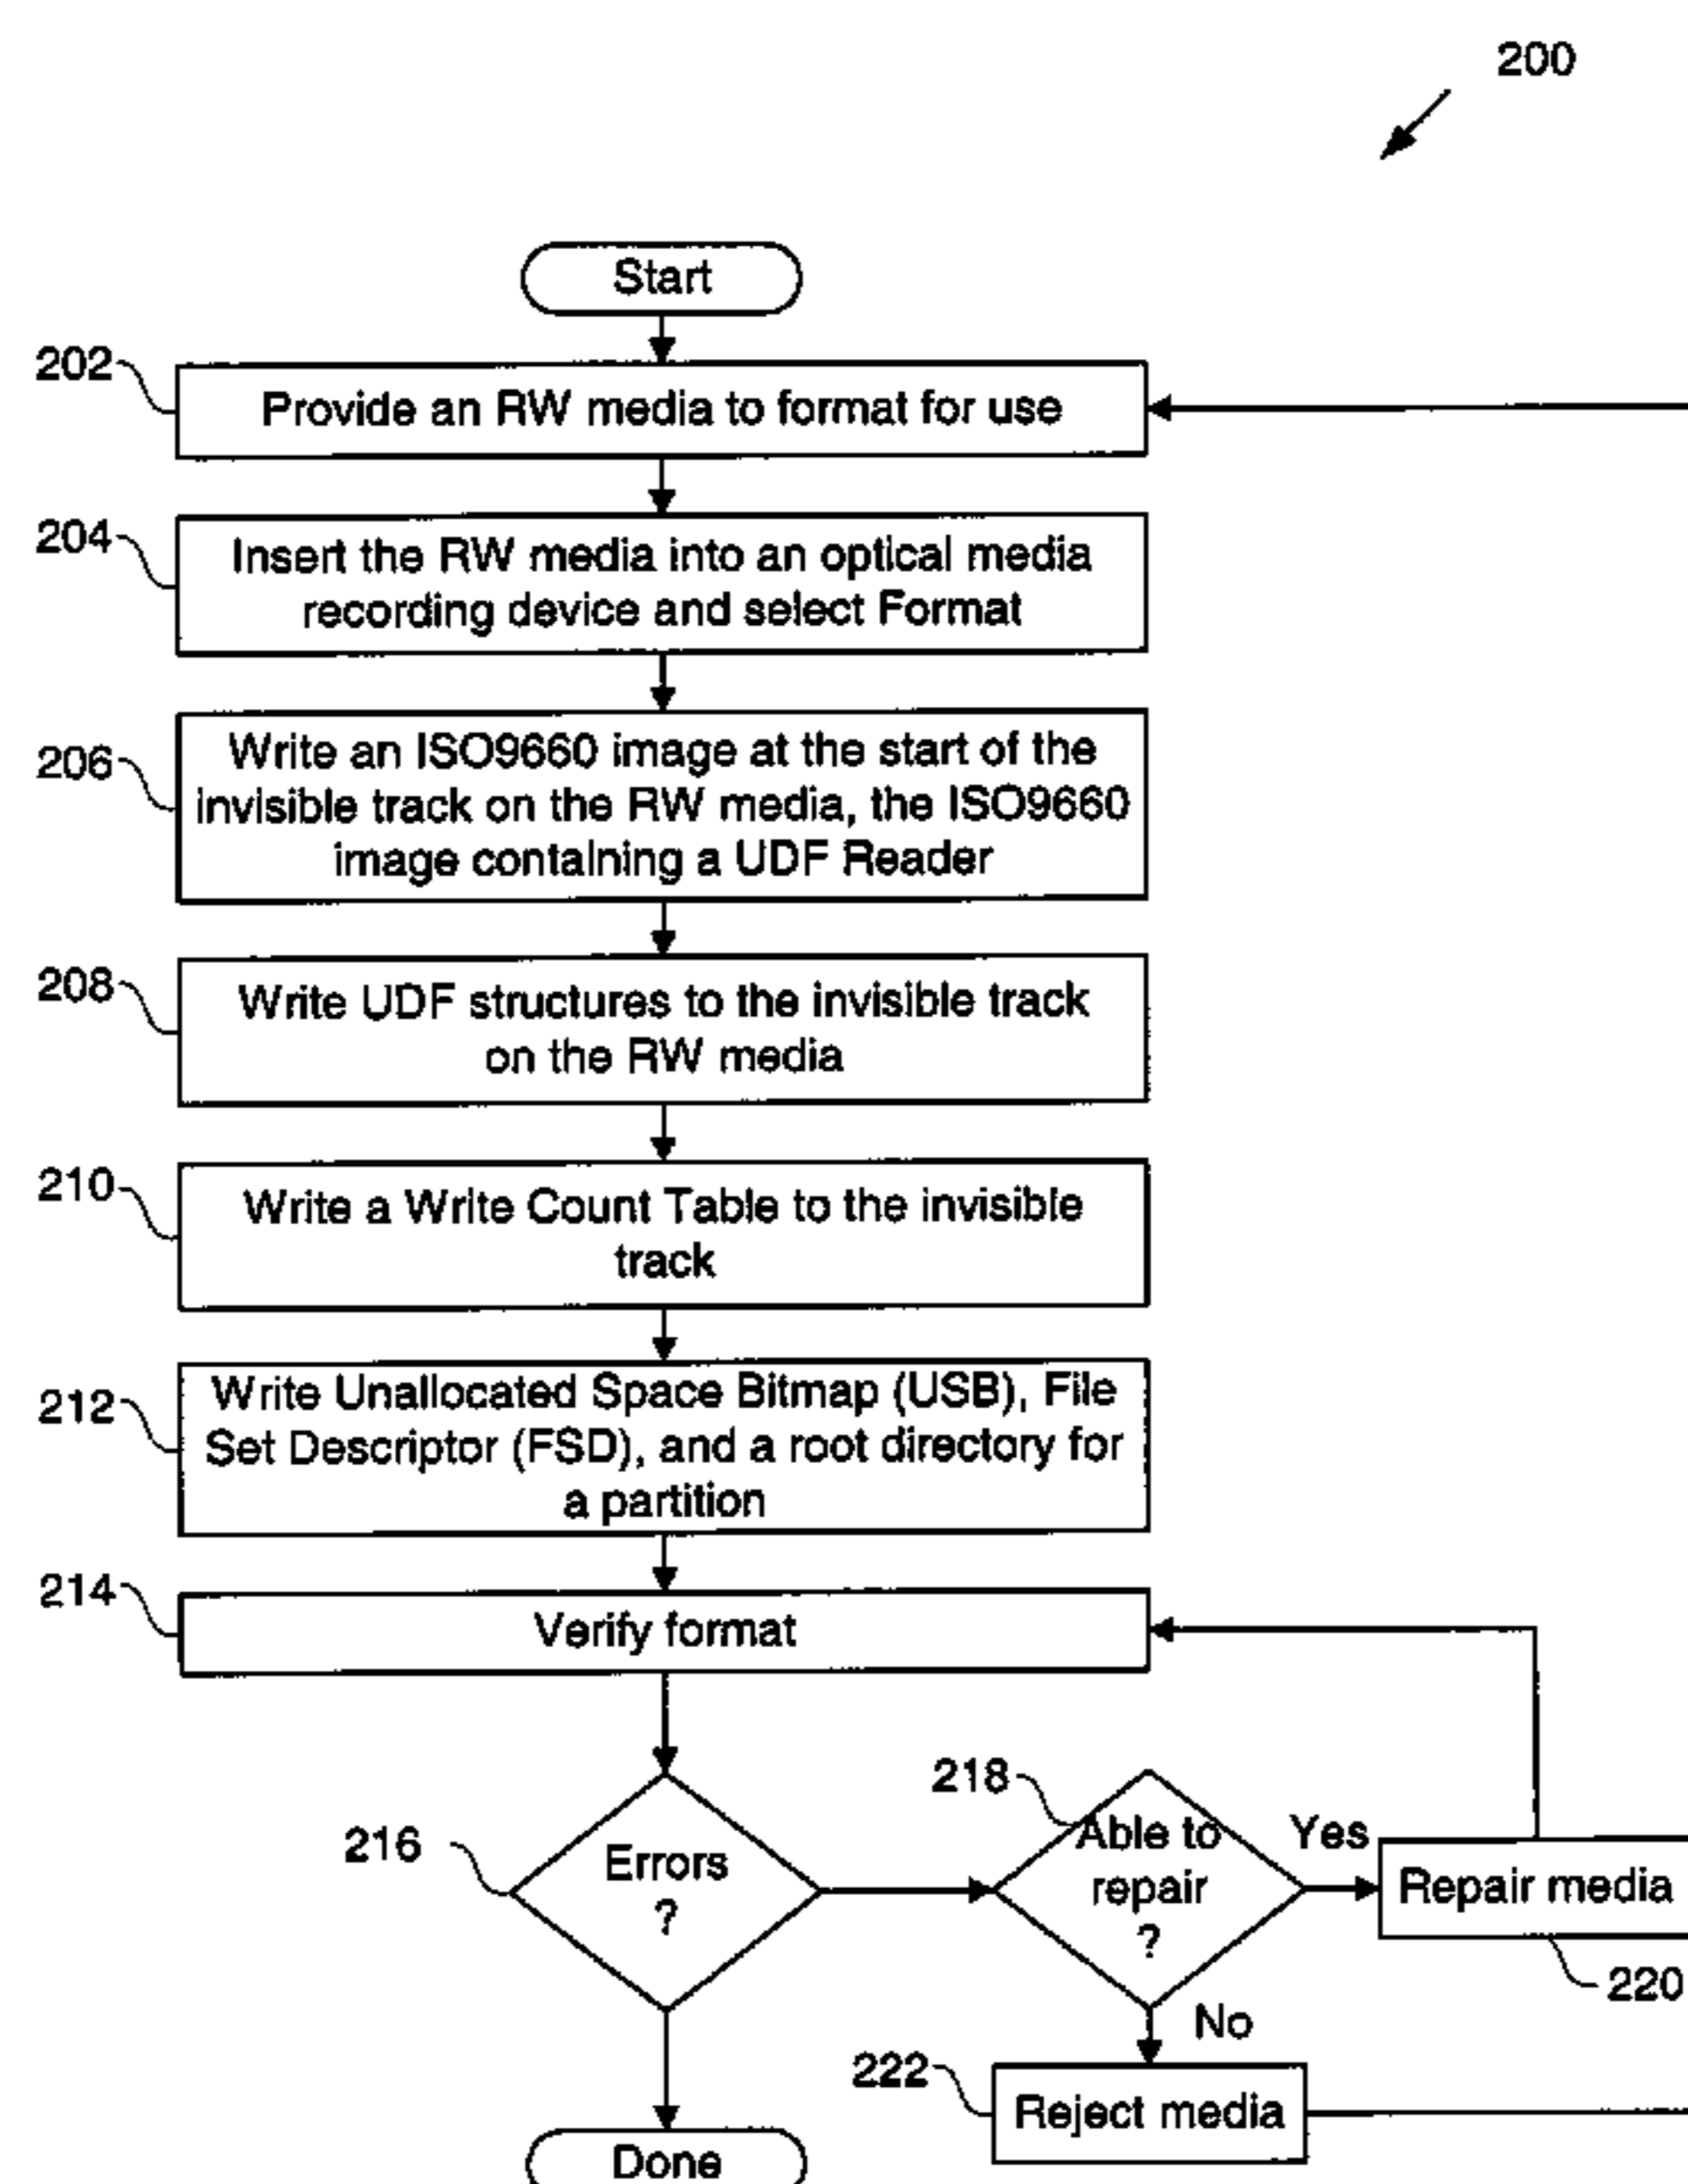 200
Start
202
Provide an RW media to format for use
204
Insert the RW media into an optical media
recording device and select Format
206
Write an ISO9660 image at the start of the
invisible track on the RW media, the ISO9660
image containing a UDF Reader
208
Write UDF structures to the invisible track
on the RW media
210
Write a Write Count Table to the invisible
track
212
Write Unallocated Space Bitmap (USB), File
Set Descriptor (FSD), and a root directory for
a partition
214
Verify format
216
Errors
?
218
Able to
repair
?
Yes
Repair media
220
No
222
Reject media
Done